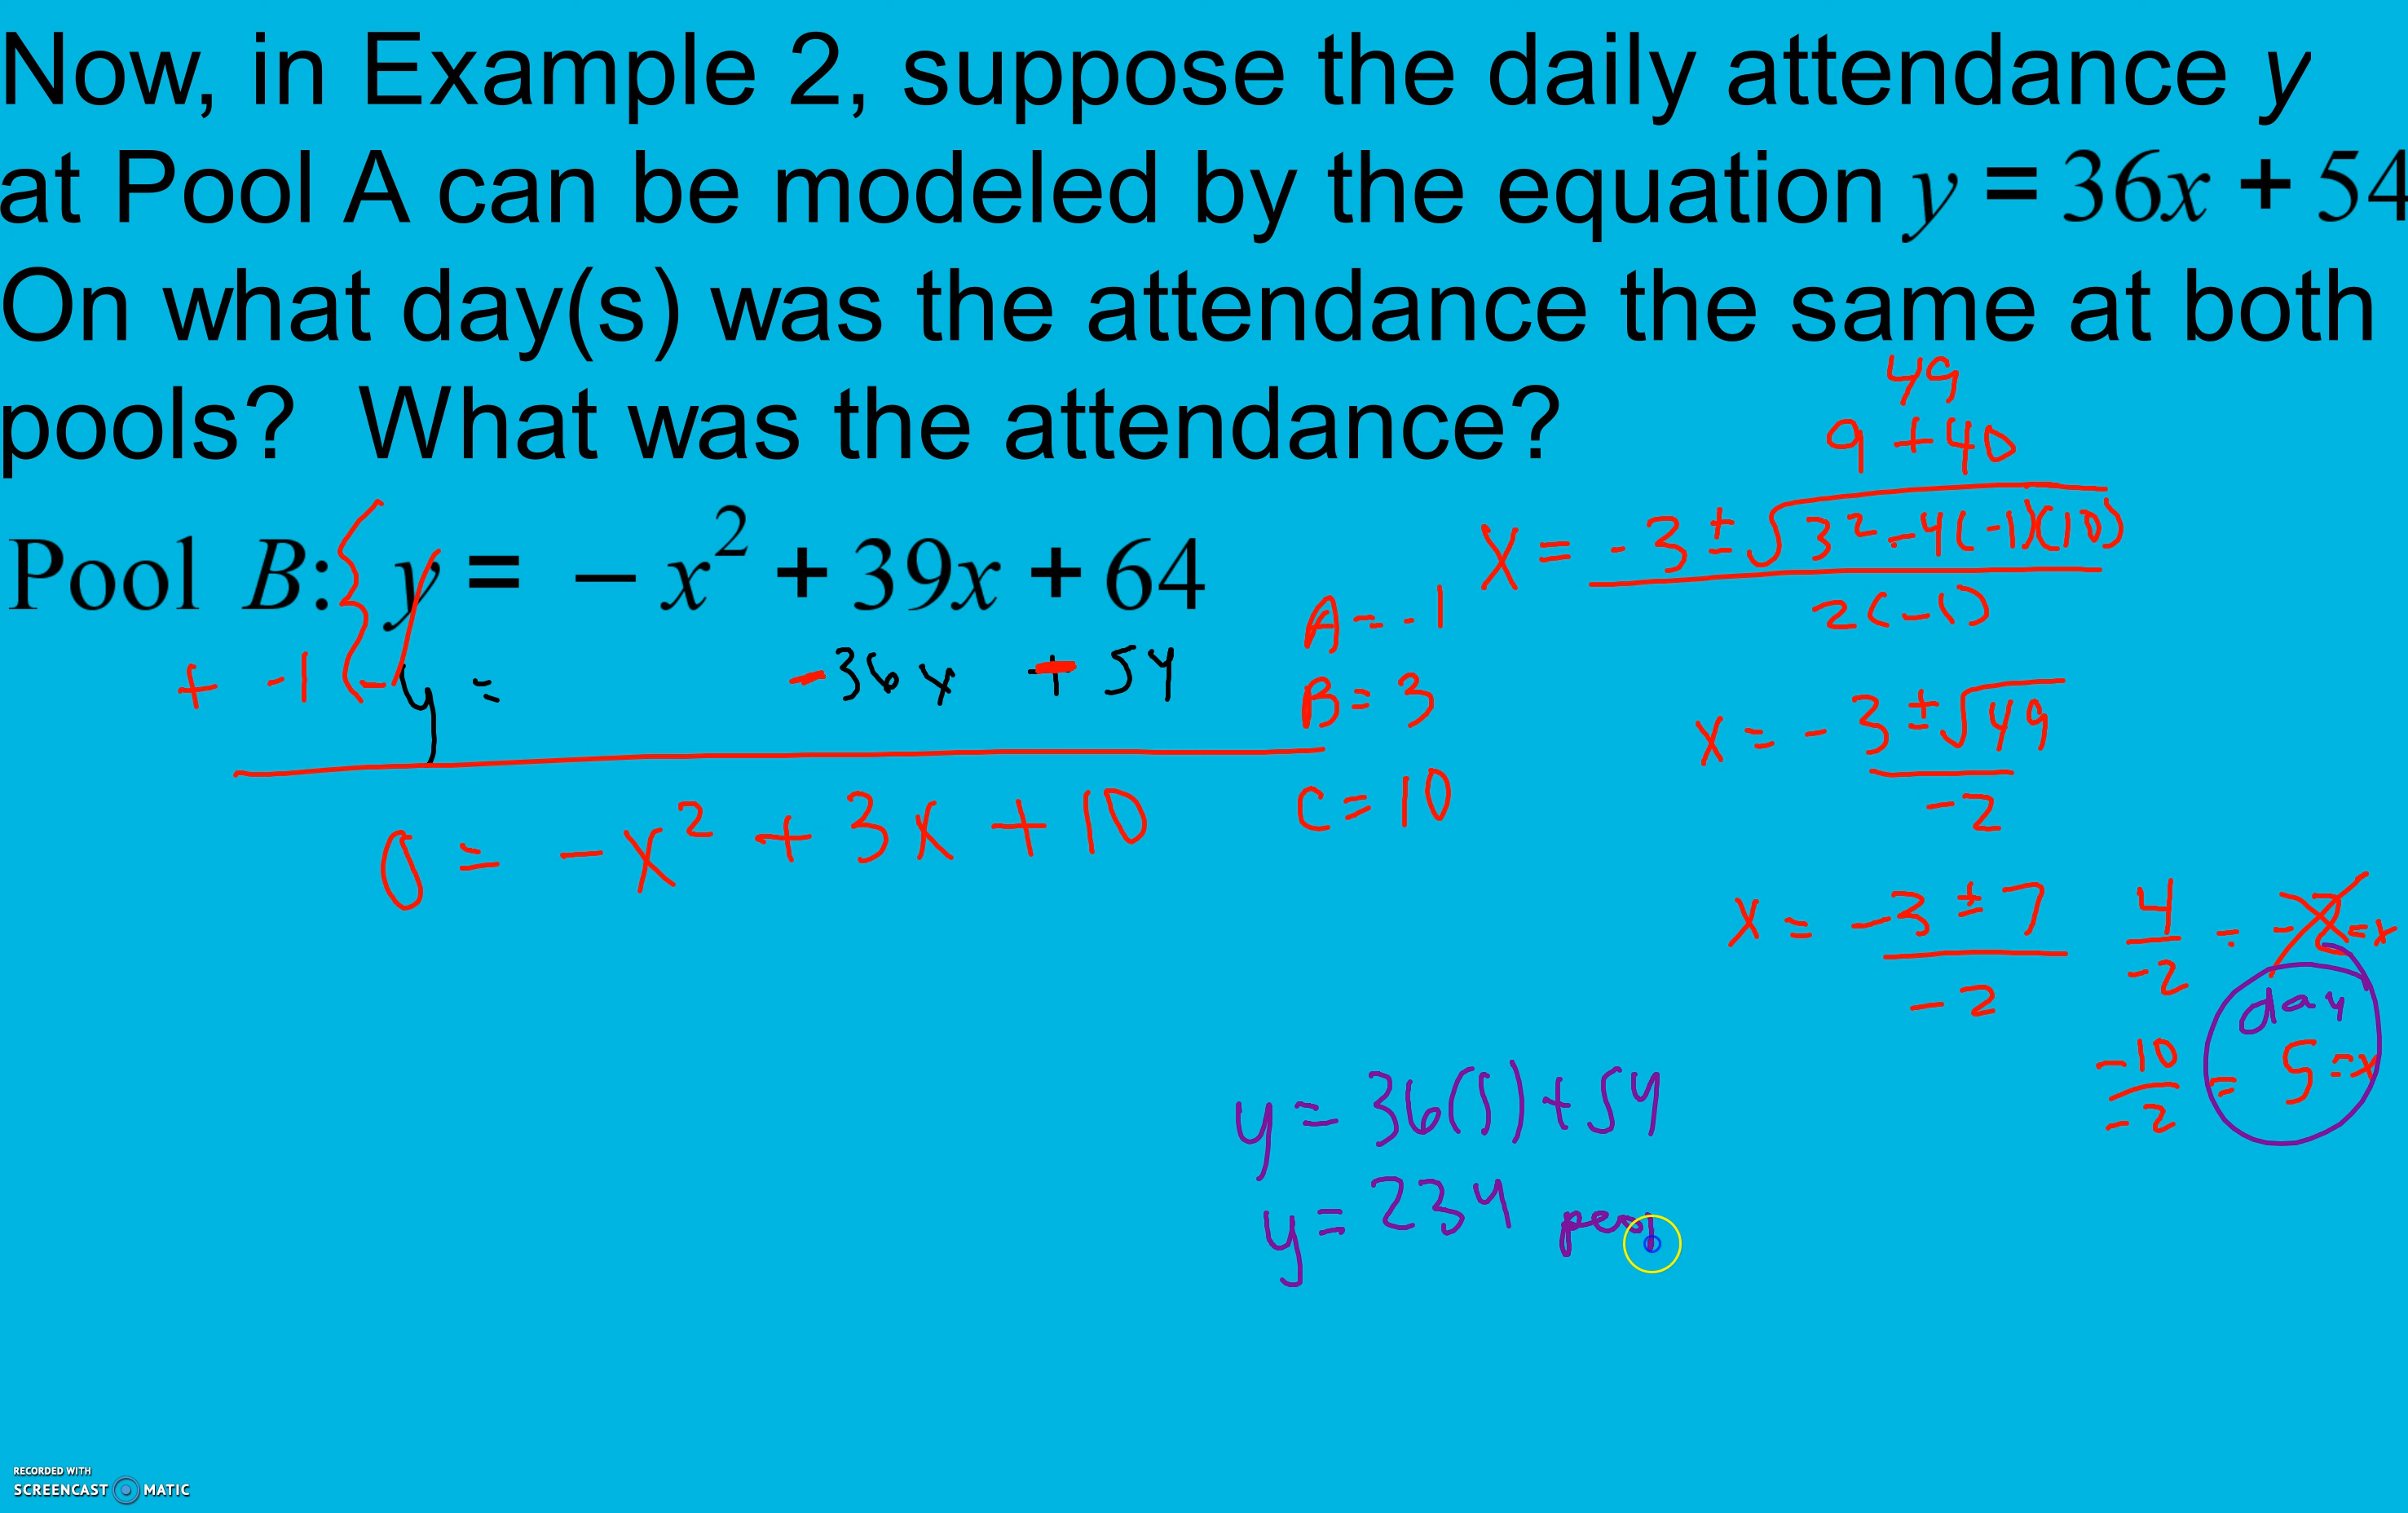 Now, in Example 2, suppose the daily attendance y
at Pool A can be modeled by the equation y = 36x + 54
On what day(s) was the attendance the same at both
pools? What was the attendance?
49
9 + 40
Pool B: y = − x² + 39x + 64
x = -3 ± √3² - 4(-1)(10)
2(-1)
A = -1
+ -1 -y = - 36x - 54
B = 3
x = -3 ± √49
-2
0 = -x² + 3x + 10
C = 10
x = -3 ± 7
-2
4
-2
= -2 = x
day
-10
-2
= 5 = x
y = 36(5) + 54
y = 234 peop
RECORDED WITH
SCREENCAST MATIC